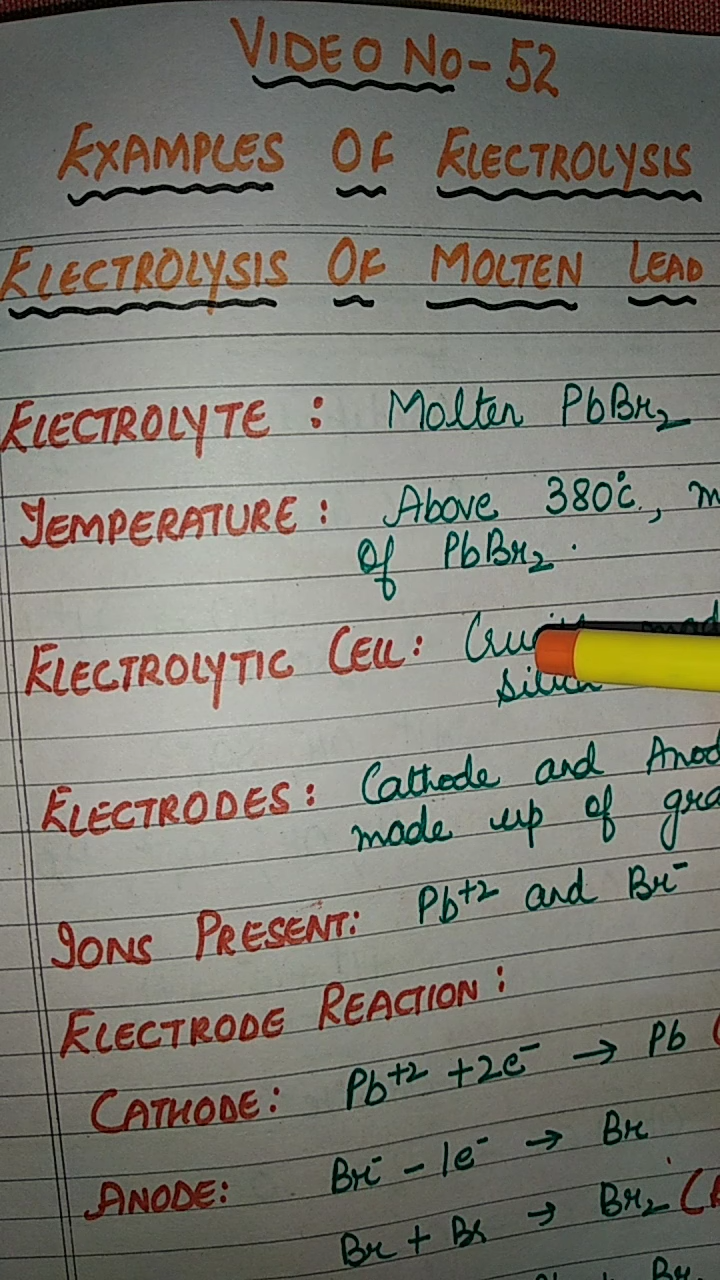 VIDEO NO-52
EXAMPLES OF ELECTROLYSIS
ELECTROLYSIS OF MOLTEN LEAD
ELECTROLYTE : Molten PbBr₂
TEMPERATURE : Above 380°c, m
of PbBr₂.
ELECTROLYTIC CELL :
ELECTRODES : Cathode and Anod
made up of gra
IONS PRESENT: Pb⁺² and Br⁻
ELECTRODE REACTION :
CATHODE : Pb⁺² + 2e⁻ → Pb (
ANODE : Br⁻ - 1e⁻ → Br
Br + Br → Br₂ (